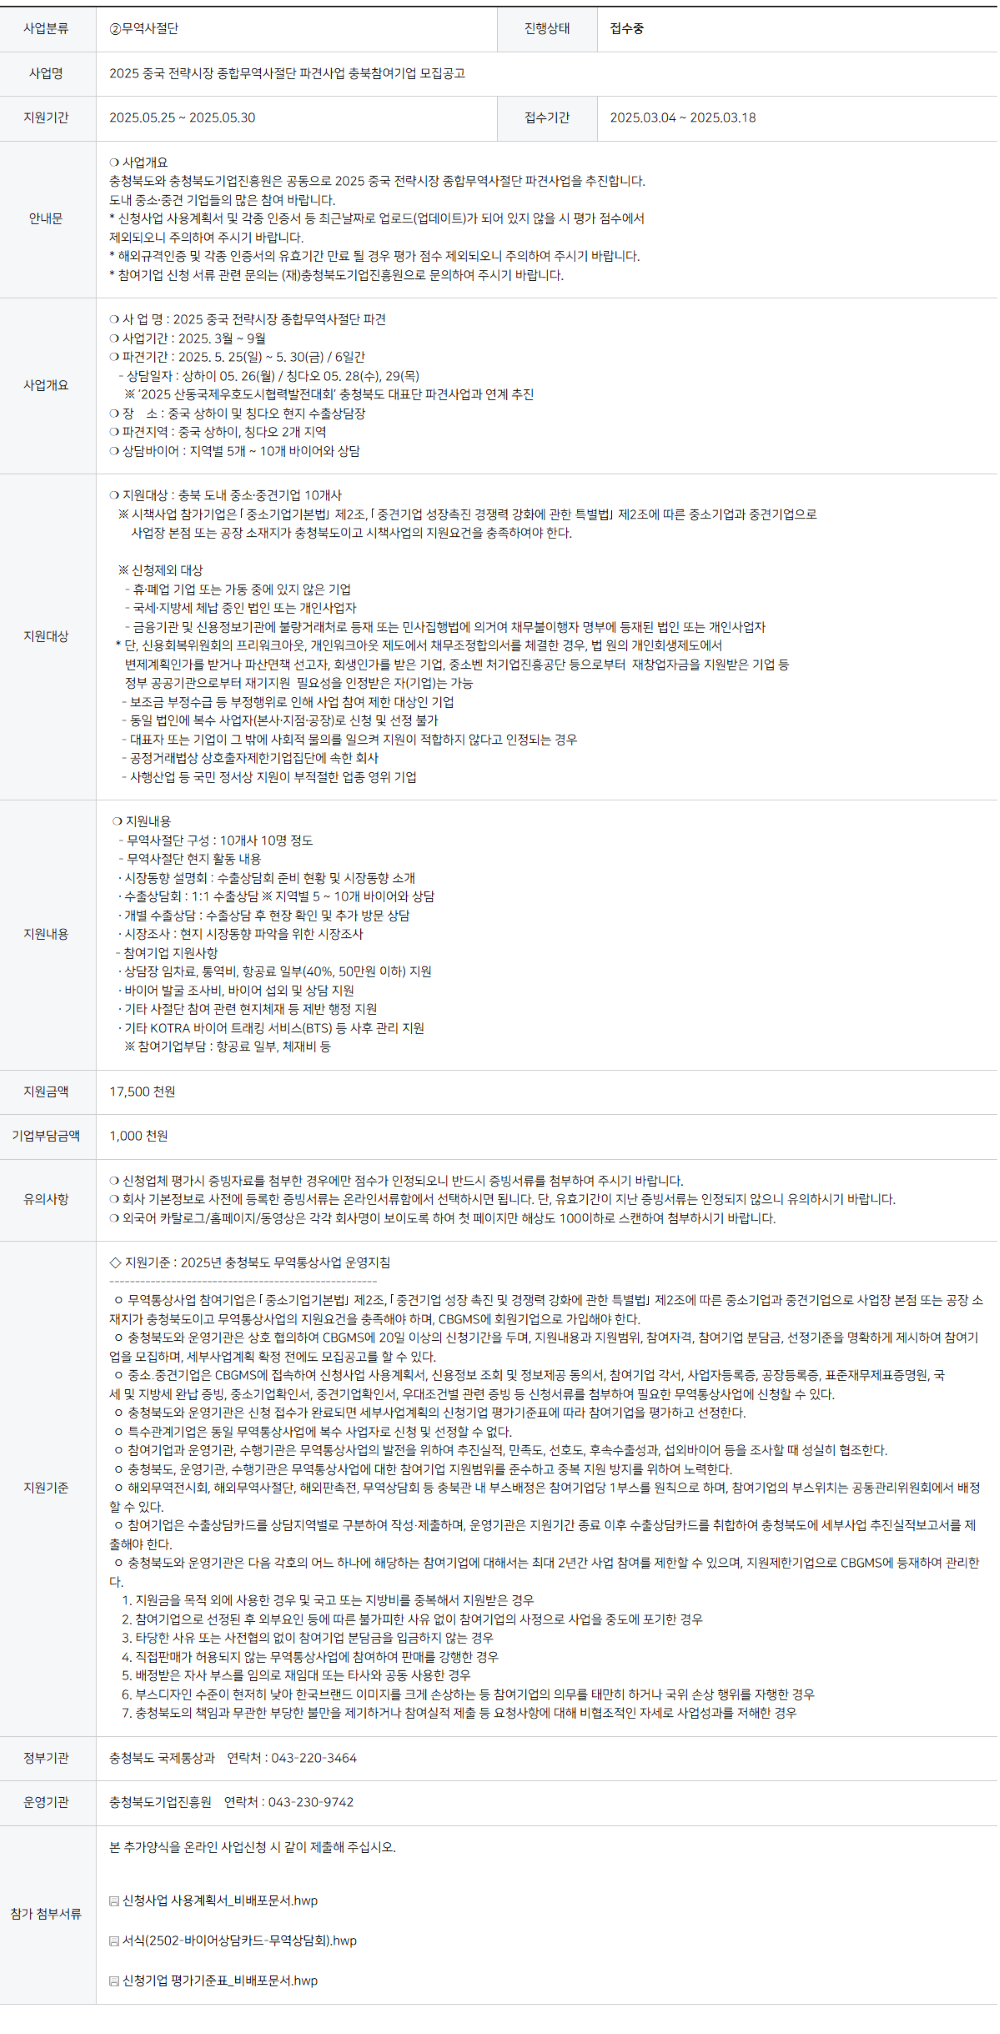 사업분류 ②무역사절단 진행상태 접수중
사업명 2025 중국 전략시장 종합무역사절단 파견사업 충북참여기업 모집공고
지원기간 2025.05.25 ~ 2025.05.30 접수기간 2025.03.04 ~ 2025.03.18
안내문
❍ 사업개요
충청북도와 충청북도기업진흥원은 공동으로 2025 중국 전략시장 종합무역사절단 파견사업을 추진합니다.
도내 중소·중견 기업들의 많은 참여 바랍니다.
* 신청사업 사용계획서 및 각종 인증서 등 최근날짜로 업로드(업데이트)가 되어 있지 않을 시 평가 점수에서
제외되오니 주의하여 주시기 바랍니다.
* 해외규격인증 및 각종 인증서의 유효기간 만료 될 경우 평가 점수 제외되오니 주의하여 주시기 바랍니다.
* 참여기업 신청 서류 관련 문의는 (재)충청북도기업진흥원으로 문의하여 주시기 바랍니다.
사업개요
❍ 사 업 명 : 2025 중국 전략시장 종합무역사절단 파견
❍ 사업기간 : 2025. 3월 ~ 9월
❍ 파견기간 : 2025. 5. 25(일) ~ 5. 30(금) / 6일간
- 상담일자 : 상하이 05. 26(월) / 칭다오 05. 28(수), 29(목)
※ '2025 산동국제우호도시협력발전대회' 충청북도 대표단 파견사업과 연계 추진
❍ 장 소 : 중국 상하이 및 칭다오 현지 수출상담장
❍ 파견지역 : 중국 상하이, 칭다오 2개 지역
❍ 상담바이어 : 지역별 5개 ~ 10개 바이어와 상담
지원대상
❍ 지원대상 : 충북 도내 중소·중견기업 10개사
※ 시책사업 참가기업은 「중소기업기본법」 제2조, 「중견기업 성장촉진 경쟁력 강화에 관한 특별법」 제2조에 따른 중소기업과 중견기업으로
사업장 본점 또는 공장 소재지가 충청북도이고 시책사업의 지원요건을 충족하여야 한다.
※ 신청제외 대상
- 휴·폐업 기업 또는 가동 중에 있지 않은 기업
- 국세·지방세 체납 중인 법인 또는 개인사업자
- 금융기관 및 신용정보기관에 불량거래처로 등재 또는 민사집행법에 의거여 채무불이행자 명부에 등재된 법인 또는 개인사업자
* 단, 신용회복위원회의 프리워크아웃, 개인워크아웃 제도에서 채무조정합의서를 체결한 경우, 법 원의 개인회생제도에서
변제계획인가를 받거나 파산면책 선고자, 회생인가를 받은 기업, 중소벤 처기업진흥공단 등으로부터 재창업자금을 지원받은 기업 등
정부 공공기관으로부터 재기지원 필요성을 인정받은 자(기업)는 가능
- 보조금 부정수급 등 부정행위로 인해 사업 참여 제한 대상인 기업
- 동일 법인에 복수 사업자(본사·지점·공장)로 신청 및 선정 불가
- 대표자 또는 기업이 그 밖에 사회적 물의를 일으켜 지원이 적합하지 않다고 인정되는 경우
- 공정거래법상 상호출자제한기업집단에 속한 회사
- 사행산업 등 국민 정서상 지원이 부적절한 업종 영위 기업
지원내용
❍ 지원내용
- 무역사절단 구성 : 10개사 10명 정도
- 무역사절단 현지 활동 내용
· 시장동향 설명회 : 수출상담회 준비 현황 및 시장동향 소개
· 수출상담회 : 1:1 수출상담 ※ 지역별 5 ~ 10개 바이어와 상담
· 개별 수출상담 : 수출상담 후 현장 확인 및 추가 방문 상담
· 시장조사 : 현지 시장동향 파악을 위한 시장조사
- 참여기업 지원사항
· 상담장 임차료, 통역비, 항공료 일부(40%, 50만원 이하) 지원
· 바이어 발굴 조사비, 바이어 섭외 및 상담 지원
· 기타 사절단 참여 관련 현지체재 등 제반 행정 지원
· 기타 KOTRA 바이어 트래킹 서비스(BTS) 등 사후 관리 지원
※ 참여기업부담 : 항공료 일부, 체재비 등
지원금액 17,500 천원
기업부담금액 1,000 천원
유의사항
❍ 신청업체 평가시 증빙자료를 첨부한 경우에만 점수가 인정되오니 반드시 증빙서류를 첨부하여 주시기 바랍니다.
❍ 회사 기본정보로 사전에 등록한 증빙서류는 온라인서류함에서 선택하시면 됩니다. 단, 유효기간이 지난 증빙서류는 인정되지 않으니 유의하시기 바랍니다.
❍ 외국어 카탈로그/홈페이지/동영상은 각각 회사명이 보이도록 하여 첫 페이지만 해상도 100이하로 스캔하여 첨부하시기 바랍니다.
지원기준
◇ 지원기준 : 2025년 충청북도 무역통상사업 운영지침
----------------------------------------------------
ㅇ 무역통상사업 참여기업은 「중소기업기본법」 제2조, 「중견기업 성장 촉진 및 경쟁력 강화에 관한 특별법」 제2조에 따른 중소기업과 중견기업으로 사업장 본점 또는 공장 소
재지가 충청북도이고 무역통상사업의 지원요건을 충족해야 하며, CBGMS에 회원기업으로 가입해야 한다.
ㅇ 충청북도와 운영기관은 상호 협의하여 CBGMS에 20일 이상의 신청기간을 두며, 지원내용과 지원범위, 참여자격, 참여기업 분담금, 선정기준을 명확하게 제시하여 참여기
업을 모집하며, 세부사업계획 확정 전에도 모집공고를 할 수 있다.
ㅇ 중소.중견기업은 CBGMS에 접속하여 신청사업 사용계획서, 신용정보 조회 및 정보제공 동의서, 참여기업 각서, 사업자등록증, 공장등록증, 표준재무제표증명원, 국
세 및 지방세 완납 증빙, 중소기업확인서, 중견기업확인서, 우대조건별 관련 증빙 등 신청서류를 첨부하여 필요한 무역통상사업에 신청할 수 있다.
ㅇ 충청북도와 운영기관은 신청 접수가 완료되면 세부사업계획의 신청기업 평가기준표에 따라 참여기업을 평가하고 선정한다.
ㅇ 특수관계기업은 동일 무역통상사업에 복수 사업자로 신청 및 선정할 수 없다.
ㅇ 참여기업과 운영기관, 수행기관은 무역통상사업의 발전을 위하여 추진실적, 만족도, 선호도, 후속수출성과, 섭외바이어 등을 조사할 때 성실히 협조한다.
ㅇ 충청북도, 운영기관, 수행기관은 무역통상사업에 대한 참여기업 지원범위를 준수하고 중복 지원 방지를 위하여 노력한다.
ㅇ 해외무역전시회, 해외무역사절단, 해외판촉전, 무역상담회 등 충북관 내 부스배정은 참여기업당 1부스를 원칙으로 하며, 참여기업의 부스위치는 공동관리위원회에서 배정
할 수 있다.
ㅇ 참여기업은 수출상담카드를 상담지역별로 구분하여 작성·제출하며, 운영기관은 지원기간 종료 이후 수출상담카드를 취합하여 충청북도에 세부사업 추진실적보고서를 제
출해야 한다.
ㅇ 충청북도와 운영기관은 다음 각호의 어느 하나에 해당하는 참여기업에 대해서는 최대 2년간 사업 참여를 제한할 수 있으며, 지원제한기업으로 CBGMS에 등재하여 관리한
다.
1. 지원금을 목적 외에 사용한 경우 및 국고 또는 지방비를 중복해서 지원받은 경우
2. 참여기업으로 선정된 후 외부요인 등에 따른 불가피한 사유 없이 참여기업의 사정으로 사업을 중도에 포기한 경우
3. 타당한 사유 또는 사전협의 없이 참여기업 분담금을 입금하지 않는 경우
4. 직접판매가 허용되지 않는 무역통상사업에 참여하여 판매를 강행한 경우
5. 배정받은 자사 부스를 임의로 재임대 또는 타사와 공동 사용한 경우
6. 부스디자인 수준이 현저히 낮아 한국브랜드 이미지를 크게 손상하는 등 참여기업의 의무를 태만히 하거나 국위 손상 행위를 자행한 경우
7. 충청북도의 책임과 무관한 부당한 불만을 제기하거나 참여실적 제출 등 요청사항에 대해 비협조적인 자세로 사업성과를 저해한 경우
정부기관 충청북도 국제통상과 연락처 : 043-220-3464
운영기관 충청북도기업진흥원 연락처 : 043-230-9742
참가 첨부서류
본 추가양식을 온라인 사업신청 시 같이 제출해 주십시오.
신청사업 사용계획서_비배포문서.hwp
서식(2502-바이어상담카드-무역상담회).hwp
신청기업 평가기준표_비배포문서.hwp